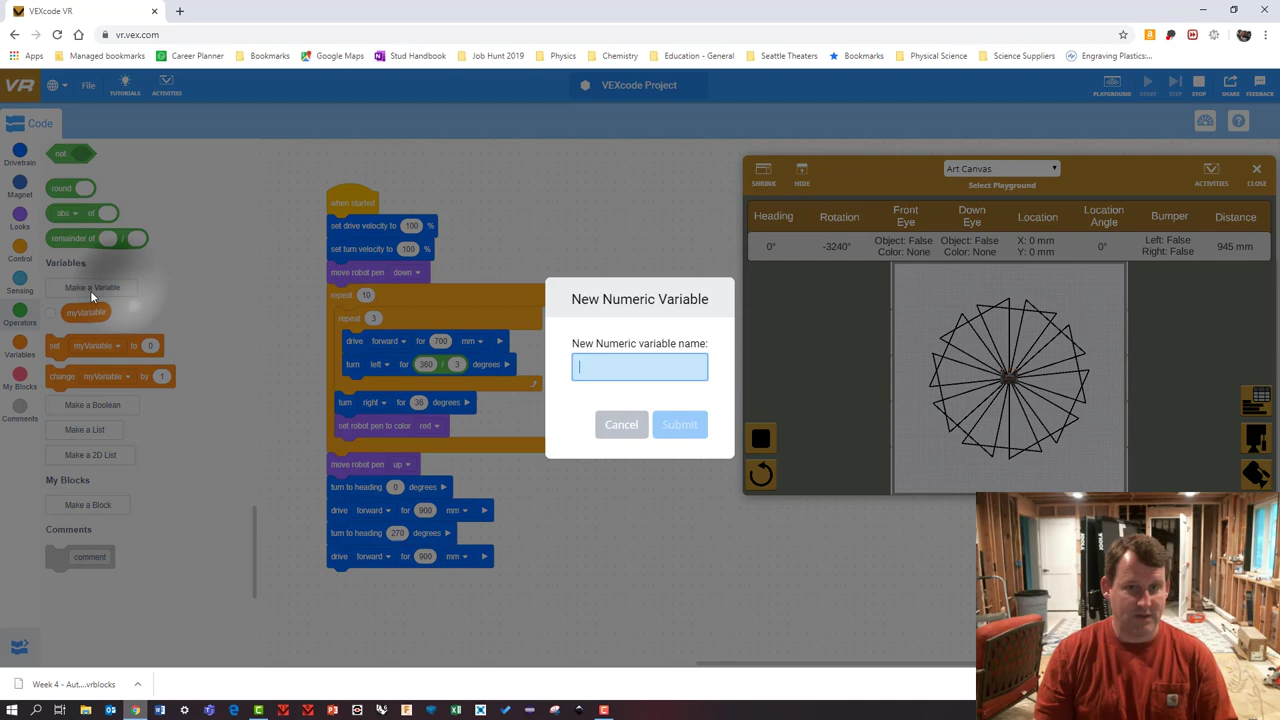 VEXcode VR
vr.vex.com
Apps
Managed bookmarks
Career Planner
Bookmarks
Google Maps
Stud Handbook
Job Hunt 2019
Physics
Chemistry
Education - General
Seattle Theaters
Bookmarks
Physical Science
Science Suppliers
Engraving Plastics:...
VR
File
TUTORIALS
ACTIVITIES
VEXcode Project
PLAYGROUND
START
STEP
STOP
SHARE
FEEDBACK
Code
Drivetrain
Magnet
Looks
Control
Sensing
Operators
Variables
My Blocks
Comments
not
round
abs of
remainder of /
Variables
Make a Variable
myVariable
set myVariable to 0
change myVariable by 1
Make a Boolean
Make a List
Make a 2D List
My Blocks
Make a Block
Comments
comment
when started
set drive velocity to 100 %
set turn velocity to 100 %
move robot pen down
repeat 10
repeat 3
drive forward for 700 mm
turn left for 360 / 3 degrees
turn right for 36 degrees
set robot pen to color red
move robot pen up
turn to heading 0 degrees
drive forward for 900 mm
turn to heading 270 degrees
drive forward for 900 mm
New Numeric Variable
New Numeric variable name:
Cancel
Submit
SHRINK
HIDE
Art Canvas
Select Playground
ACTIVITIES
CLOSE
Heading
Rotation
Front Eye
Down Eye
Location
Location Angle
Bumper
Distance
0°
-3240°
Object: False
Color: None
Object: False
Color: None
X: 0 mm
Y: 0 mm
0°
Left: False
Right: False
945 mm
Week 4 - Aut....vrblocks